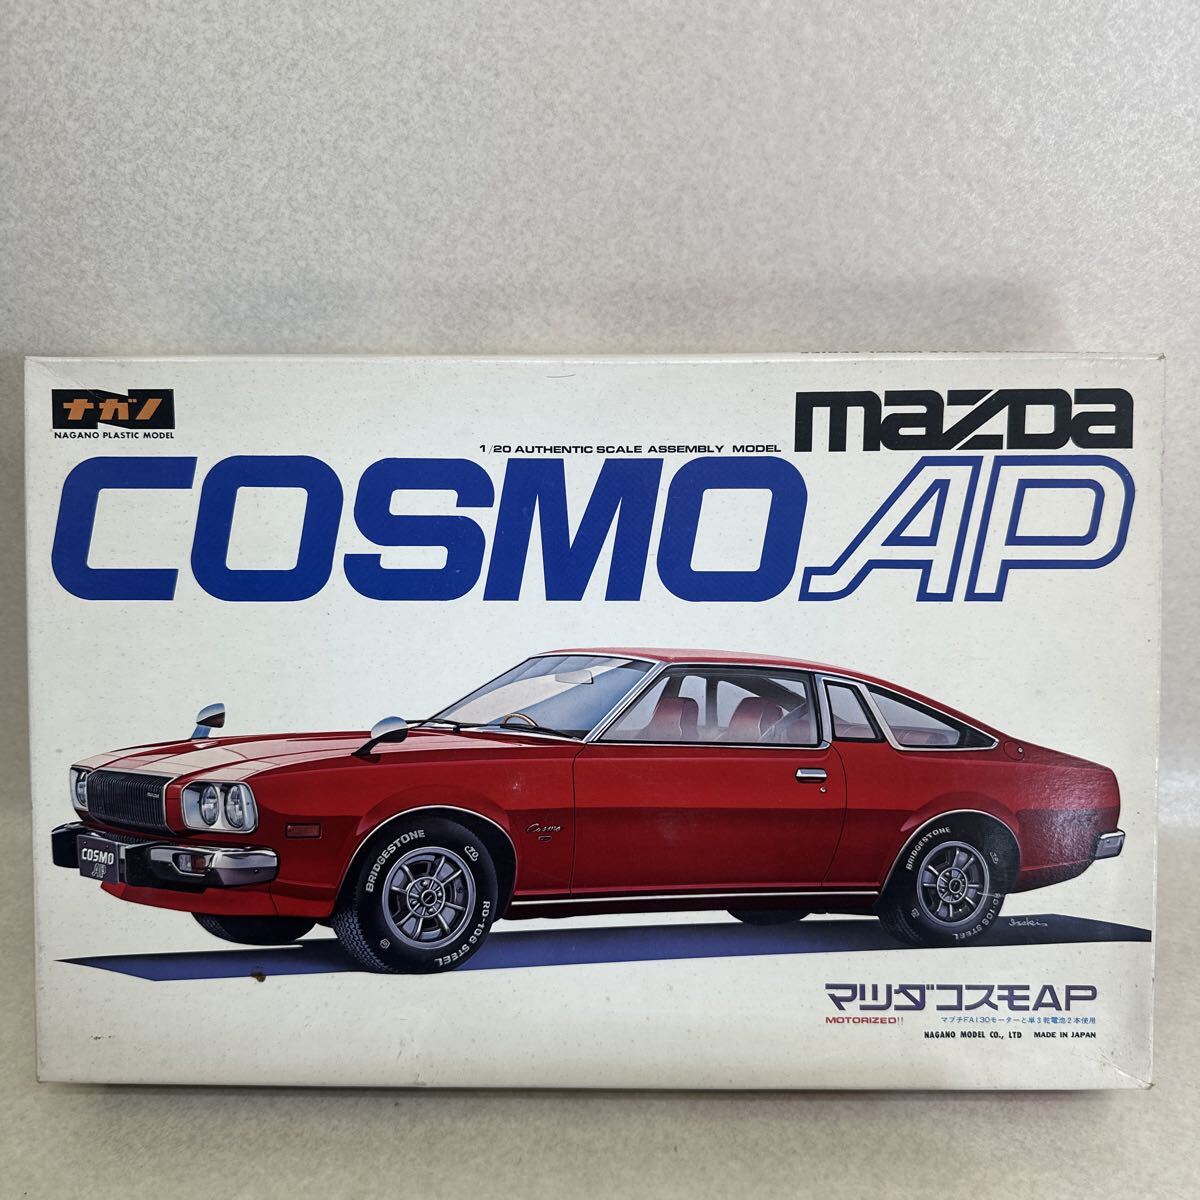 ナガノ
NAGANO PLASTIC MODEL
mazda
1/20 AUTHENTIC SCALE ASSEMBLY MODEL
COSMO AP
Cosmo
COSMO
AP
BRIDGESTONE
RD-106 STEEL
BRIDGESTONE
RD-106 STEEL
マツダコスモAP
MOTORIZED!! マブチFA130モーターと単3乾電池2本使用
NAGANO MODEL CO., LTD MADE IN JAPAN